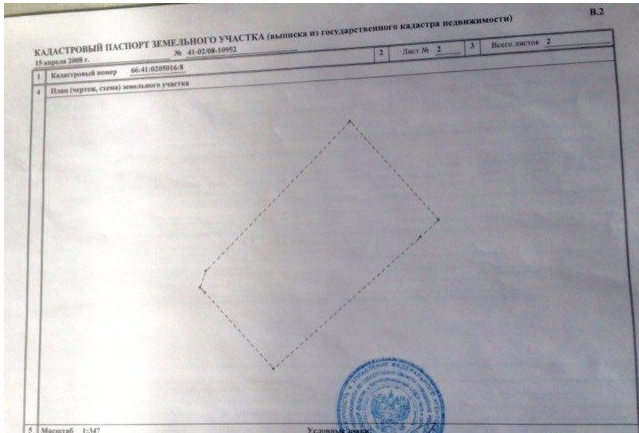 В.2
КАДАСТРОВЫЙ ПАСПОРТ ЗЕМЕЛЬНОГО УЧАСТКА (выписка из государственного кадастра недвижимости)
15 апреля 2008 г. № 41-02/08-10952 2 Лист № 2 3 Всего листов 2
1 Кадастровый номер 66:41:0205016:8
4 План (чертеж, схема) земельного участка
5 Масштаб 1:347 Условные знаки: